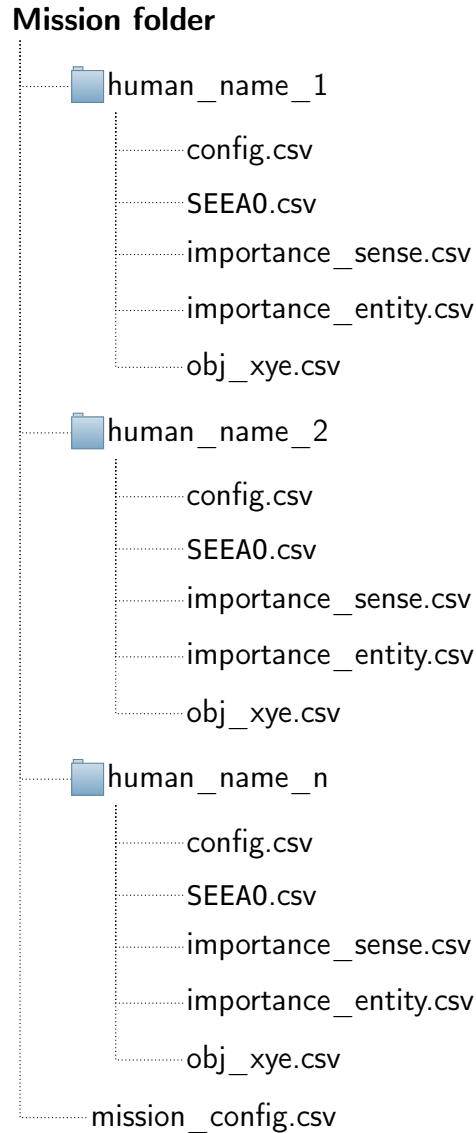 Mission folder
human_name_1
config.csv
SEEA0.csv
importance_sense.csv
importance_entity.csv
obj_xye.csv
human_name_2
config.csv
SEEA0.csv
importance_sense.csv
importance_entity.csv
obj_xye.csv
human_name_n
config.csv
SEEA0.csv
importance_sense.csv
importance_entity.csv
obj_xye.csv
mission_config.csv